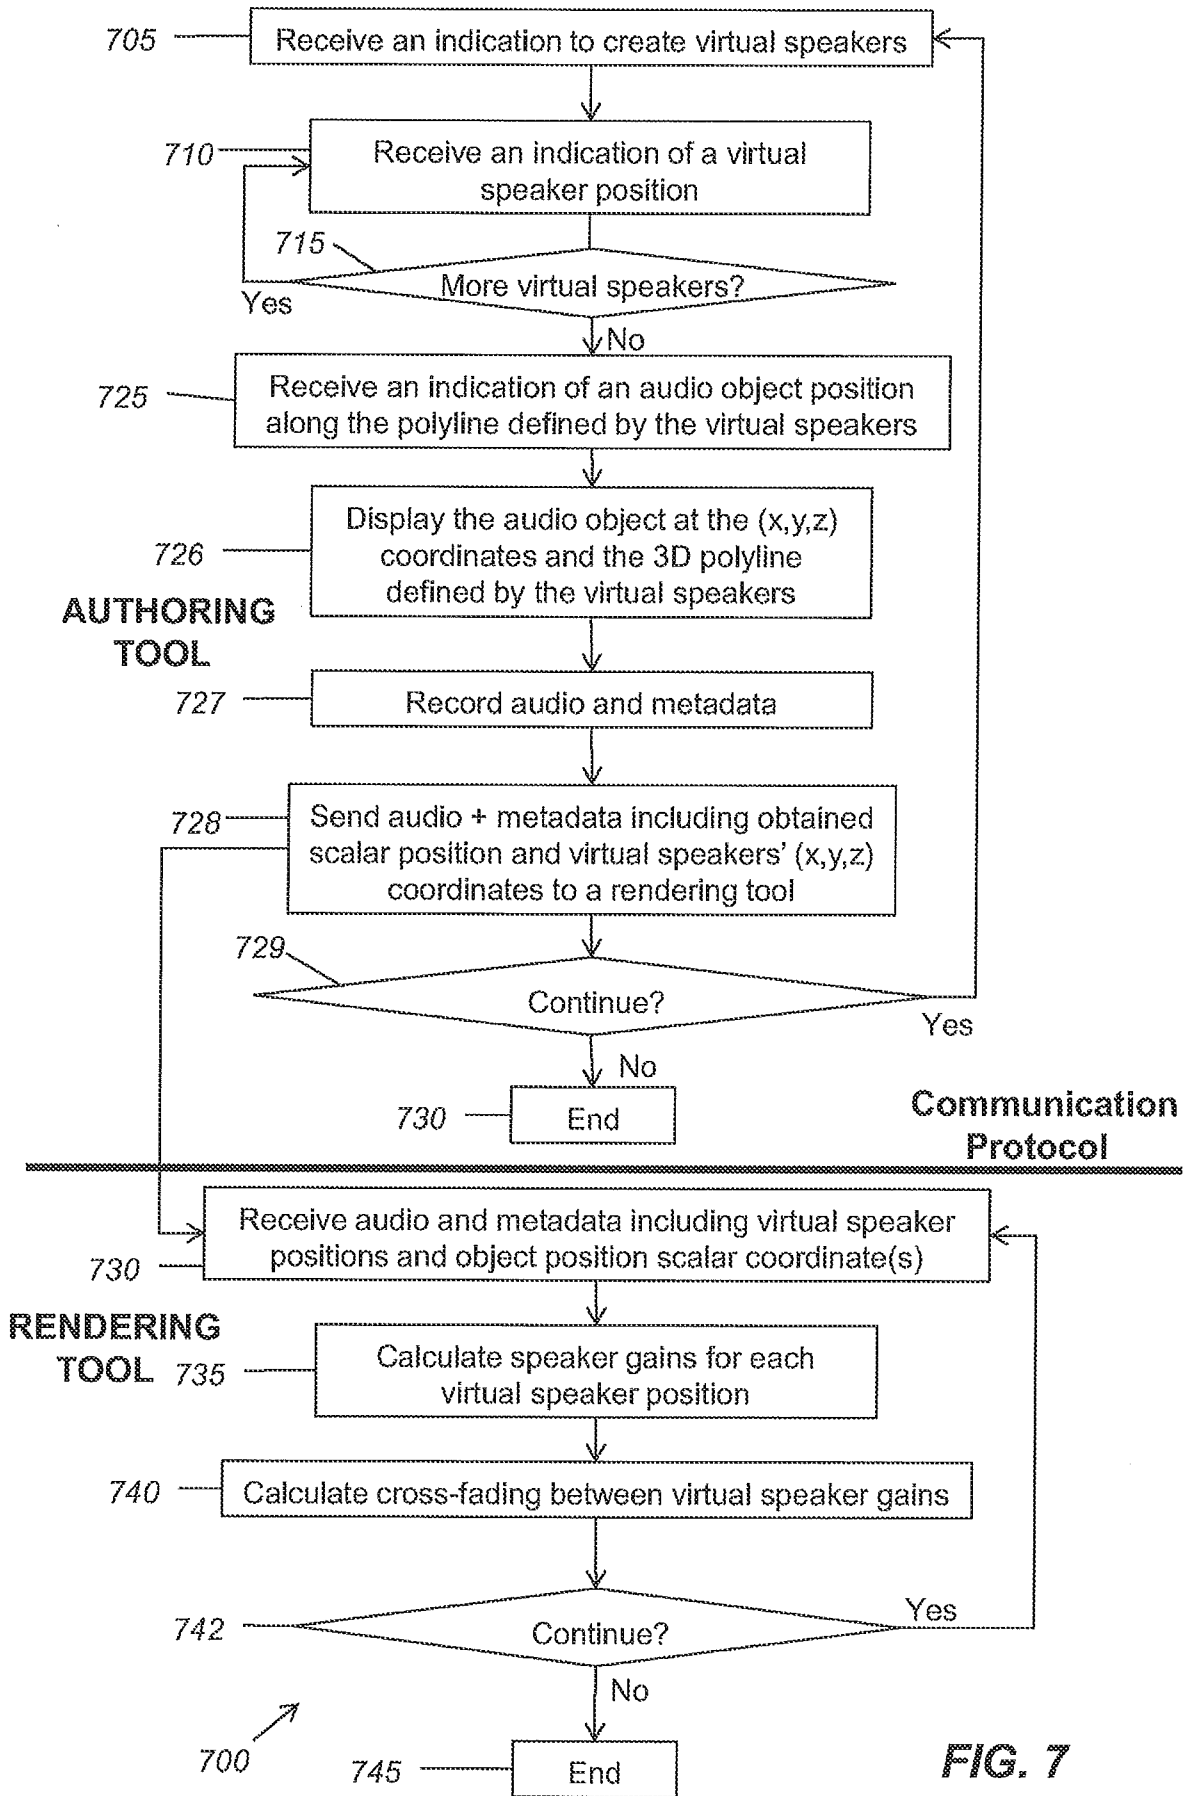 705
Receive an indication to create virtual speakers
710
Receive an indication of a virtual
speaker position
715
More virtual speakers?
Yes
No
725
Receive an indication of an audio object position
along the polyline defined by the virtual speakers
726
Display the audio object at the (x,y,z)
coordinates and the 3D polyline
defined by the virtual speakers
AUTHORING
TOOL
727
Record audio and metadata
728
Send audio + metadata including obtained
scalar position and virtual speakers' (x,y,z)
coordinates to a rendering tool
729
Continue?
Yes
No
730
End
Communication
Protocol
Receive audio and metadata including virtual speaker
positions and object position scalar coordinate(s)
730
RENDERING
TOOL
735
Calculate speaker gains for each
virtual speaker position
740
Calculate cross-fading between virtual speaker gains
742
Continue?
Yes
No
700
745
End
FIG. 7